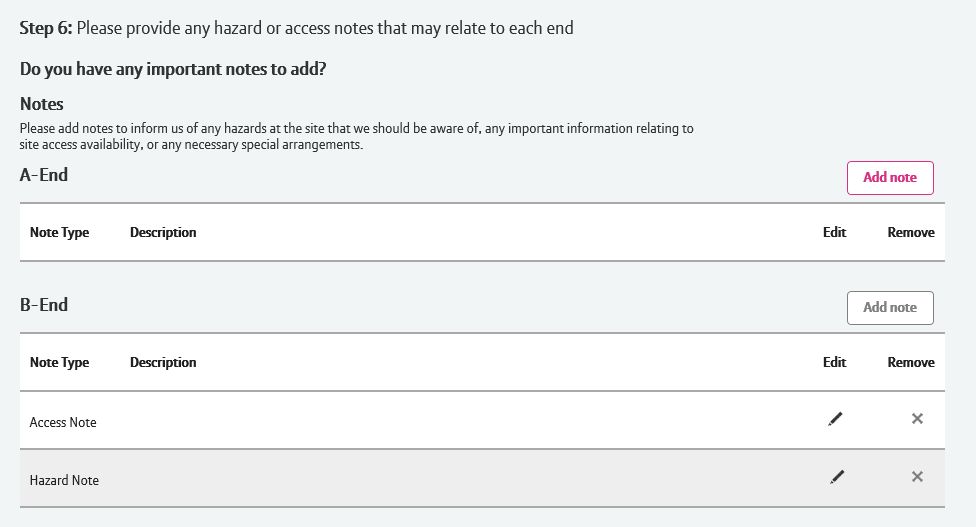 Step 6: Please provide any hazard or access notes that may relate to each end
Do you have any important notes to add?
Notes
Please add notes to inform us of any hazards at the site that we should be aware of, any important information relating to
site access availability, or any necessary special arrangements.
A-End Add note
Note Type Description Edit Remove
B-End Add note
Note Type Description Edit Remove
Access Note
Hazard Note